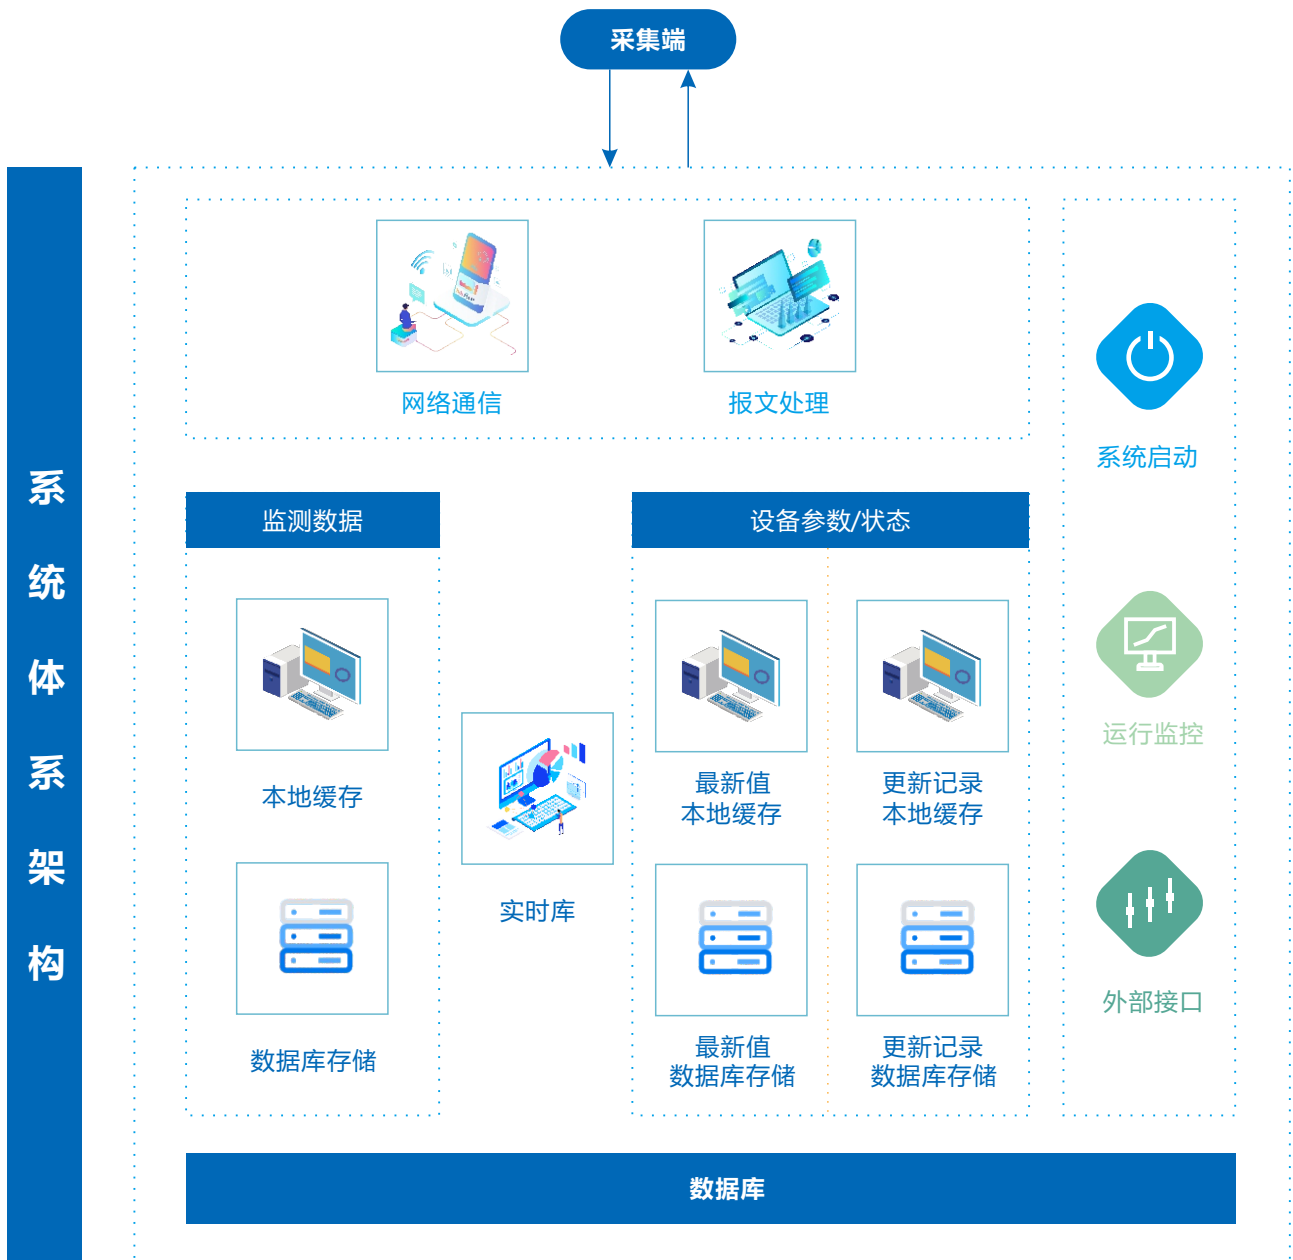 采集端
系统体系架构
网络通信
报文处理
系统启动
监测数据
设备参数/状态
本地缓存
实时库
最新值
本地缓存
更新记录
本地缓存
运行监控
数据库存储
最新值
数据库存储
更新记录
数据库存储
外部接口
数据库